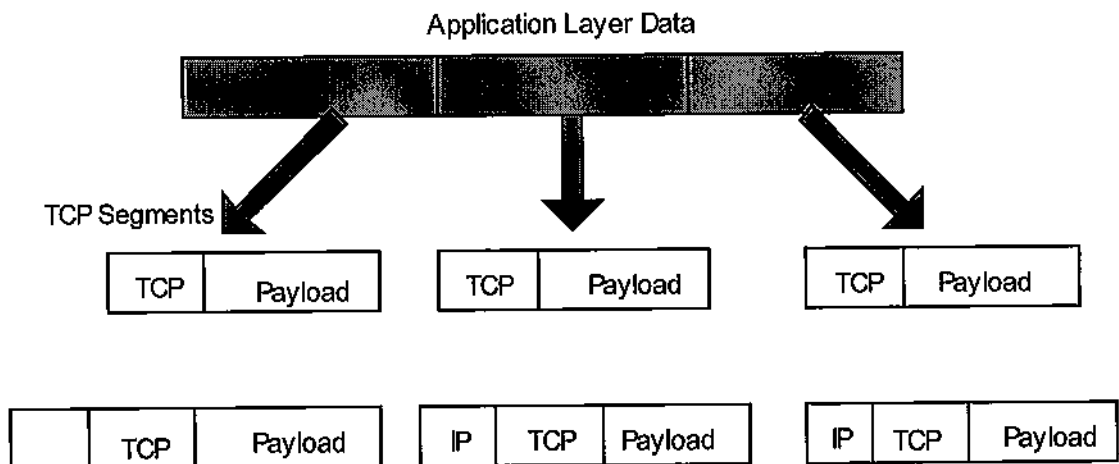 Application Layer Data
TCP Segments
TCP Payload
TCP Payload
TCP Payload
TCP Payload
IP TCP Payload
IP TCP Payload